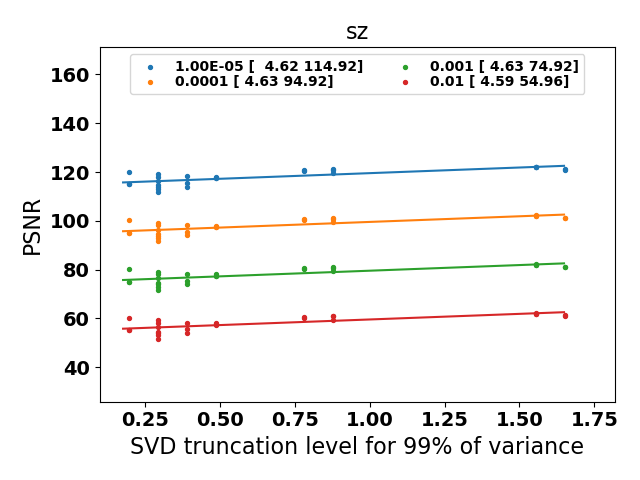 sz
1.00E-05 [  4.62 114.92]
0.0001 [ 4.63 94.92]
0.001 [ 4.63 74.92]
0.01 [ 4.59 54.96]
PSNR
160
140
120
100
80
60
40
0.25 0.50 0.75 1.00 1.25 1.50 1.75
SVD truncation level for 99% of variance